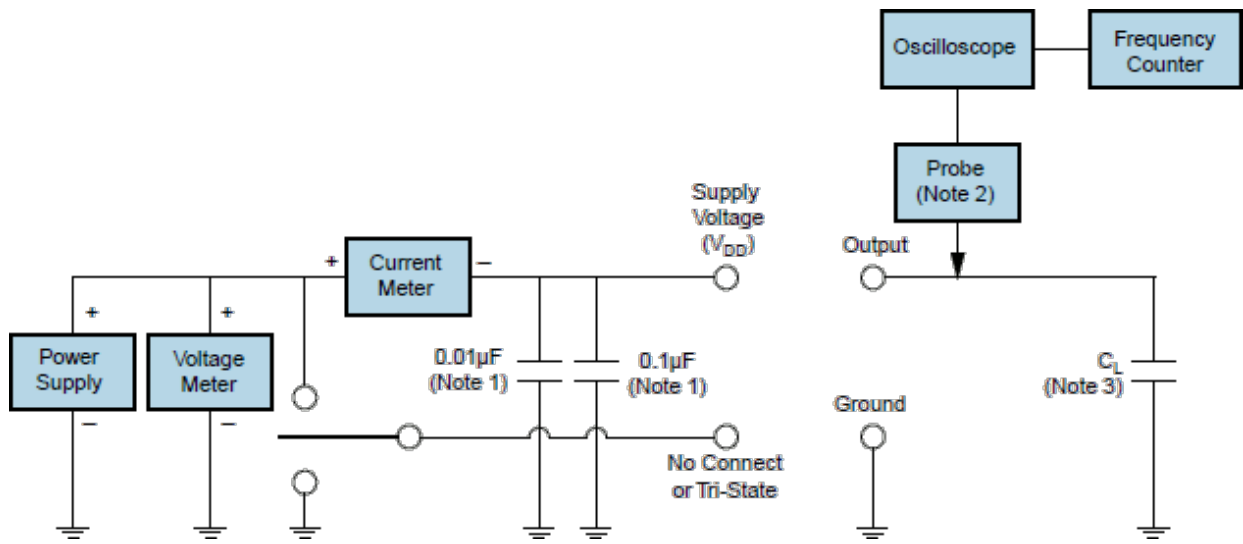 Oscilloscope
Frequency
Counter
Probe
(Note 2)
Supply
Voltage
(VDD)
Output
+
Current
Meter
–
+
Power
Supply
–
+
Voltage
Meter
–
0.01µF
(Note 1)
0.1µF
(Note 1)
CL
(Note 3)
Ground
No Connect
or Tri-State